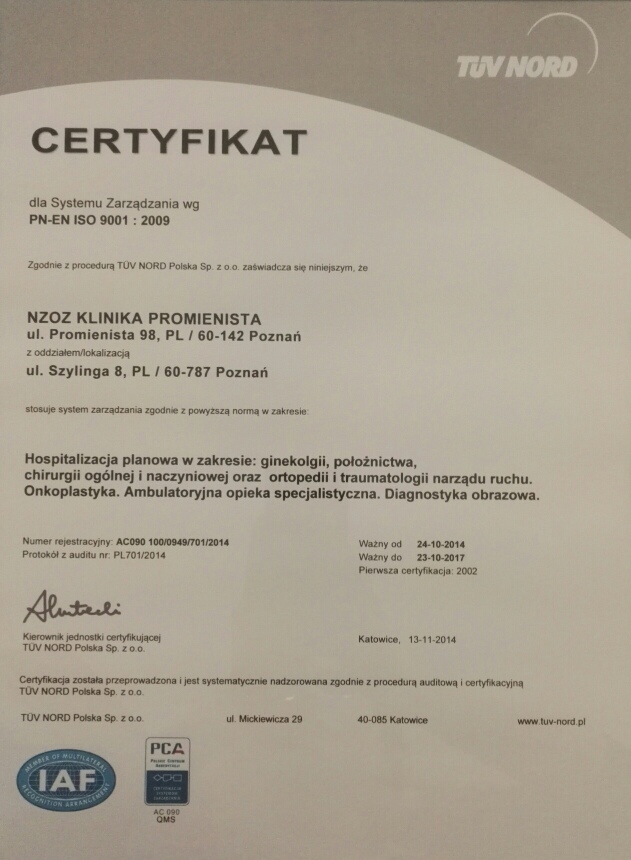 TÜV NORD
CERTYFIKAT
dla Systemu Zarządzania wg
PN-EN ISO 9001 : 2009
Zgodnie z procedurą TÜV NORD Polska Sp. z o.o. zaświadcza się niniejszym, że
NZOZ KLINIKA PROMIENISTA
ul. Promienista 98, PL / 60-142 Poznań
z oddziałem/lokalizacją
ul. Szylinga 8, PL / 60-787 Poznań
stosuje system zarządzania zgodnie z powyższą normą w zakresie:
Hospitalizacja planowa w zakresie: ginekolgii, położnictwa,
chirurgii ogólnej i naczyniowej oraz ortopedii i traumatologii narządu ruchu.
Onkoplastyka. Ambulatoryjna opieka specjalistyczna. Diagnostyka obrazowa.
Numer rejestracyjny: AC090 100/0949/701/2014
Protokół z auditu nr: PL701/2014
Ważny od 24-10-2014
Ważny do 23-10-2017
Pierwsza certyfikacja: 2002
Kierownik jednostki certyfikującej
TÜV NORD Polska Sp. z o.o.
Katowice, 13-11-2014
Certyfikacja została przeprowadzona i jest systematycznie nadzorowana zgodnie z procedurą auditową i certyfikacyjną
TÜV NORD Polska Sp. z o.o.
TÜV NORD Polska Sp. z o.o. ul. Mickiewicza 29 40-085 Katowice www.tuv-nord.pl
MEMBER OF MULTILATERAL
IAF
RECOGNITION ARRANGEMENT
PCA
POLSKIE CENTRUM
AKREDYTACJI
CERTYFIKACJA
SYSTEMÓW
ZARZĄDZANIA
AC 090
QMS